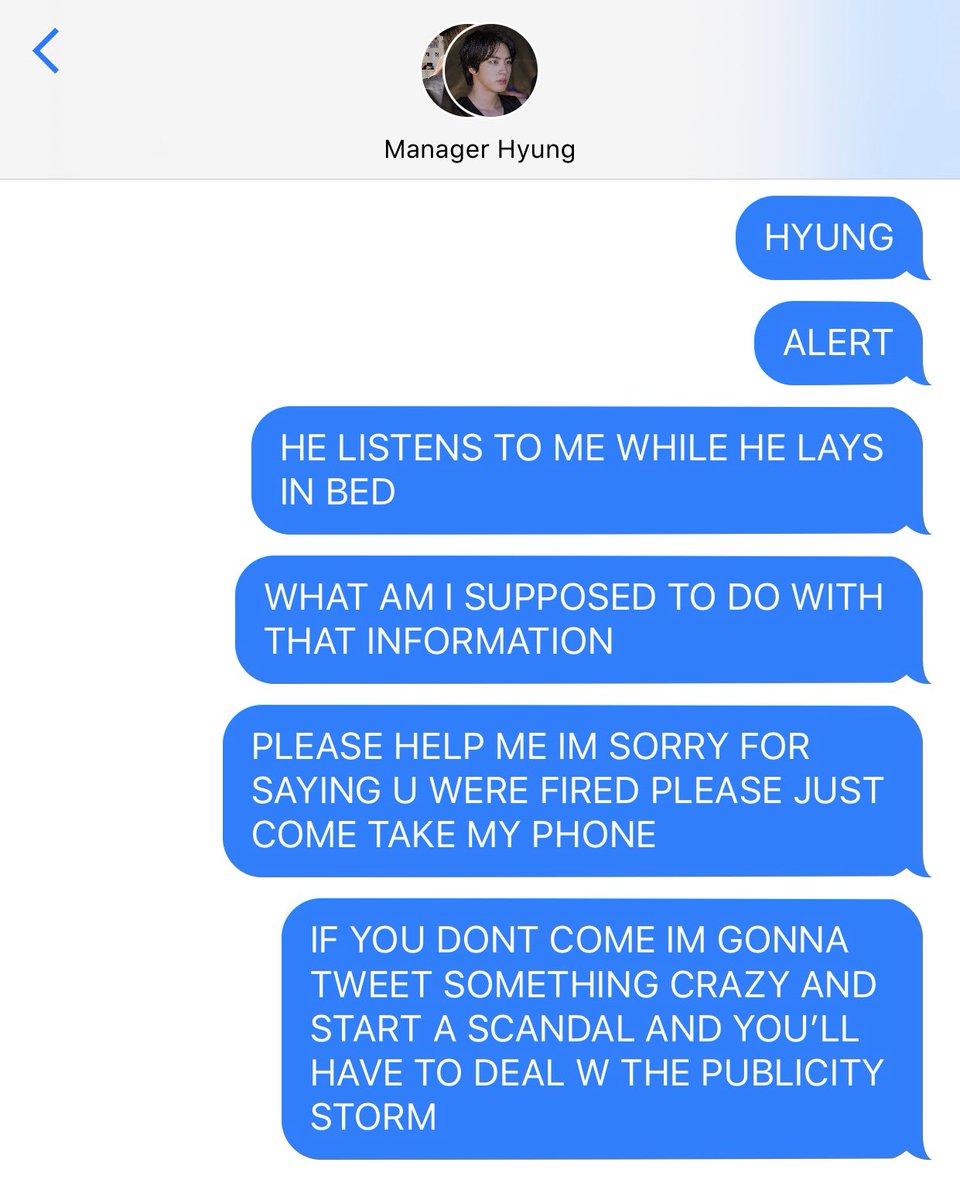 Manager Hyung
HYUNG
ALERT
HE LISTENS TO ME WHILE HE LAYS
IN BED
WHAT AM I SUPPOSED TO DO WITH
THAT INFORMATION
PLEASE HELP ME IM SORRY FOR
SAYING U WERE FIRED PLEASE JUST
COME TAKE MY PHONE
IF YOU DONT COME IM GONNA
TWEET SOMETHING CRAZY AND
START A SCANDAL AND YOU’LL
HAVE TO DEAL W THE PUBLICITY
STORM